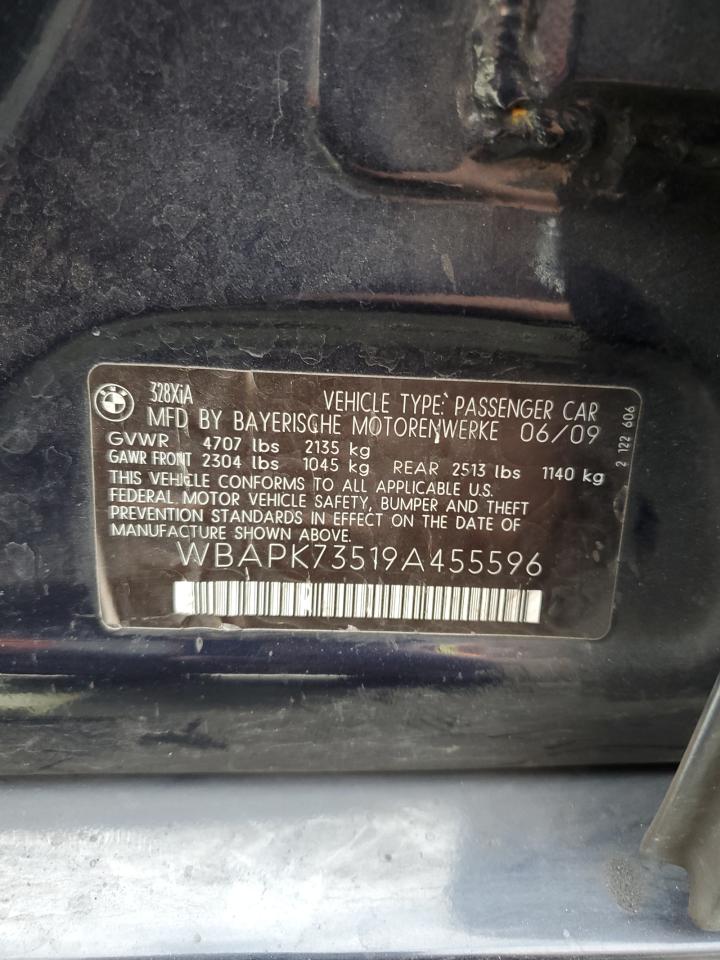 328XiA VEHICLE TYPE: PASSENGER CAR
MFD BY BAYERISCHE MOTORENWERKE 06/09
GVWR 4707 lbs 2135 kg
GAWR FRONT 2304 lbs 1045 kg REAR 2513 lbs 1140 kg
THIS VEHICLE CONFORMS TO ALL APPLICABLE U.S.
FEDERAL MOTOR VEHICLE SAFETY, BUMPER AND THEFT
PREVENTION STANDARDS IN EFFECT ON THE DATE OF
MANUFACTURE SHOWN ABOVE.
WBAPK73519A455596
2 122 606